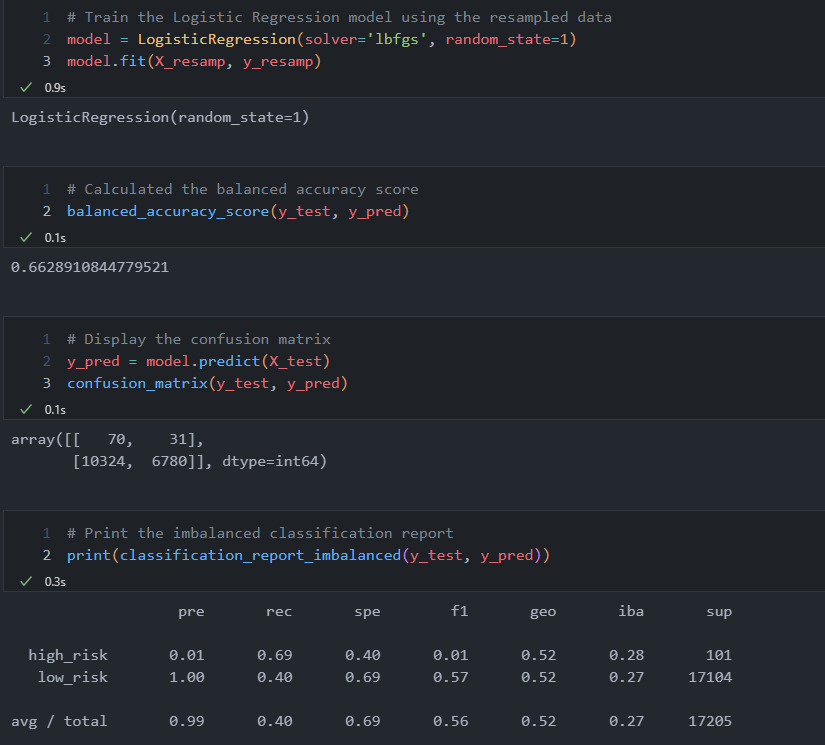 1 # Train the Logistic Regression model using the resampled data
2 model = LogisticRegression(solver='lbfgs', random_state=1)
3 model.fit(X_resamp, y_resamp)
✓ 0.9s
LogisticRegression(random_state=1)
1 # Calculated the balanced accuracy score
2 balanced_accuracy_score(y_test, y_pred)
✓ 0.1s
0.6628910844779521
1 # Display the confusion matrix
2 y_pred = model.predict(X_test)
3 confusion_matrix(y_test, y_pred)
✓ 0.1s
array([[   70,    31],
       [10324,  6780]], dtype=int64)
1 # Print the imbalanced classification report
2 print(classification_report_imbalanced(y_test, y_pred))
✓ 0.3s
                   pre       rec       spe        f1       geo       iba       sup
  high_risk       0.01      0.69      0.40      0.01      0.52      0.28       101
   low_risk       1.00      0.40      0.69      0.57      0.52      0.27     17104
avg / total       0.99      0.40      0.69      0.56      0.52      0.27     17205